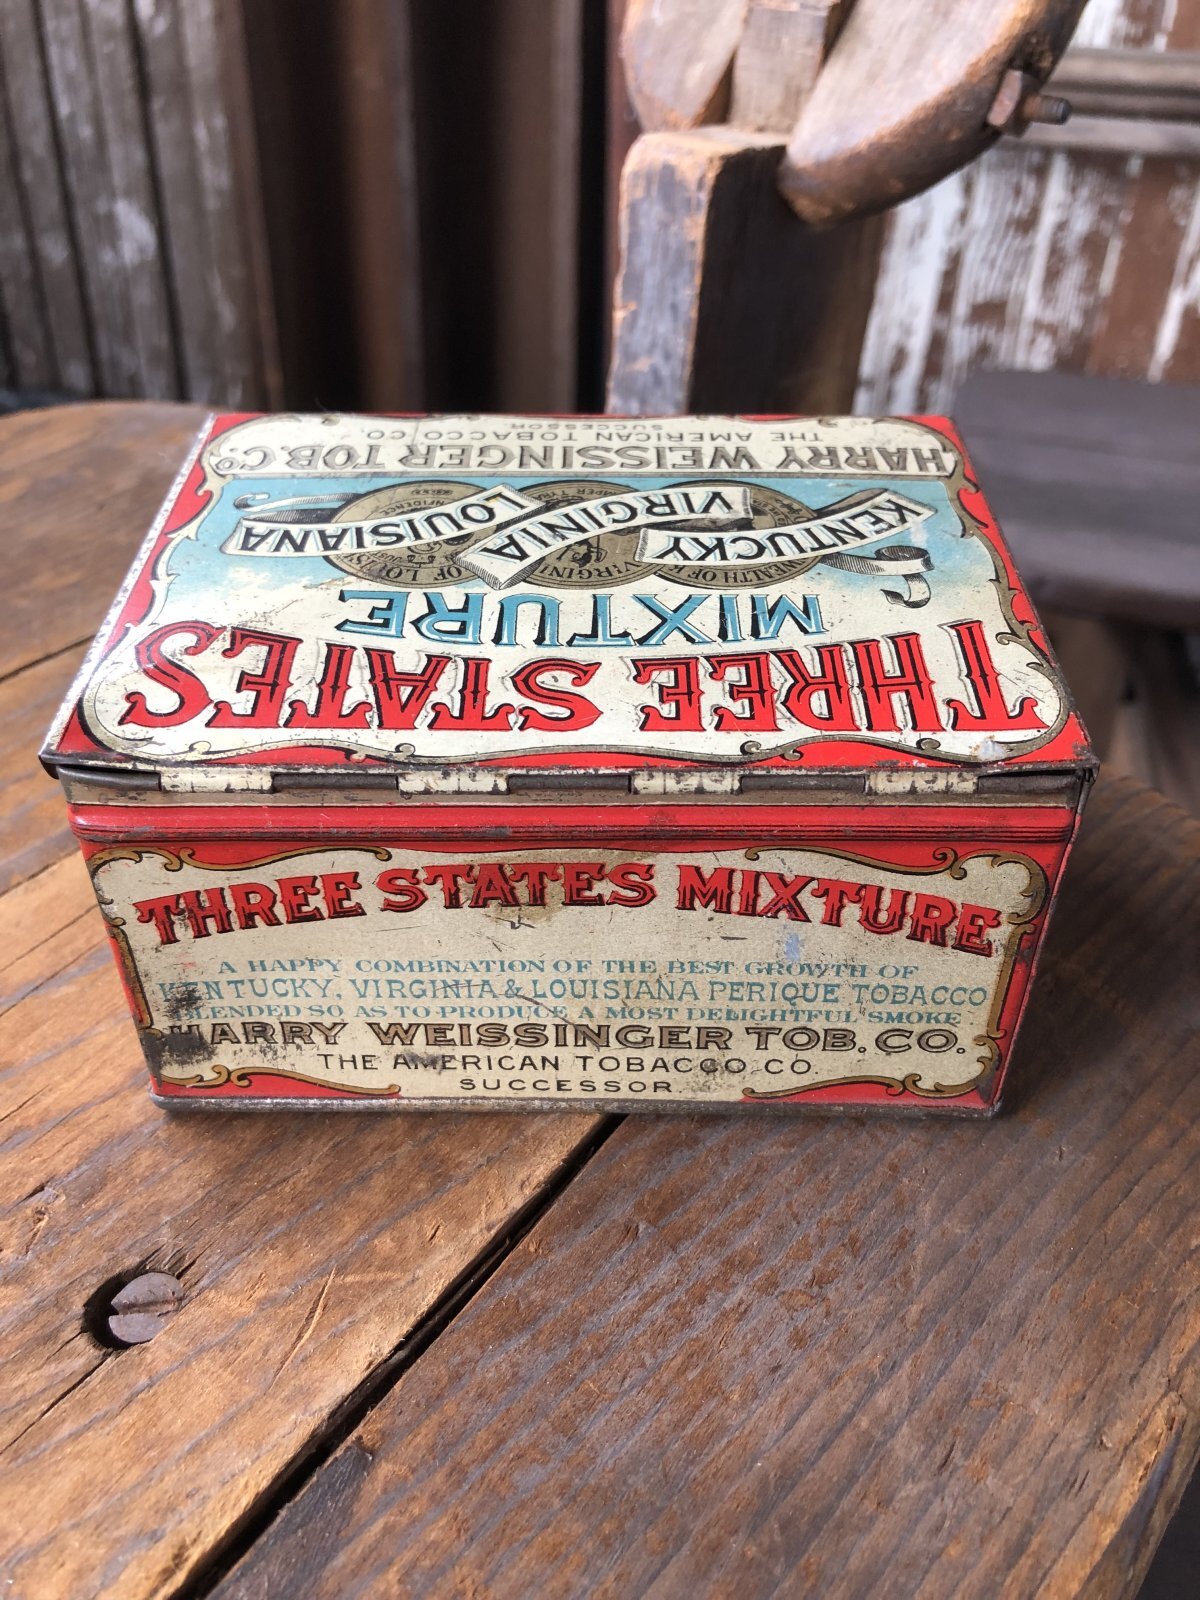 THREE STATES
MIXTURE
KENTUCKY VIRGINIA LOUISIANA
HARRY WEISSINGER TOB. CO
THE AMERICAN TOBACCO CO
SUCCESSOR
THREE STATES MIXTURE
A HAPPY COMBINATION OF THE BEST GROWTH OF
KENTUCKY, VIRGINIA & LOUISIANA PERIQUE TOBACCO
BLENDED SO AS TO PRODUCE A MOST DELIGHTFUL SMOKE
HARRY WEISSINGER TOB. CO.
THE AMERICAN TOBACCO CO.
SUCCESSOR.